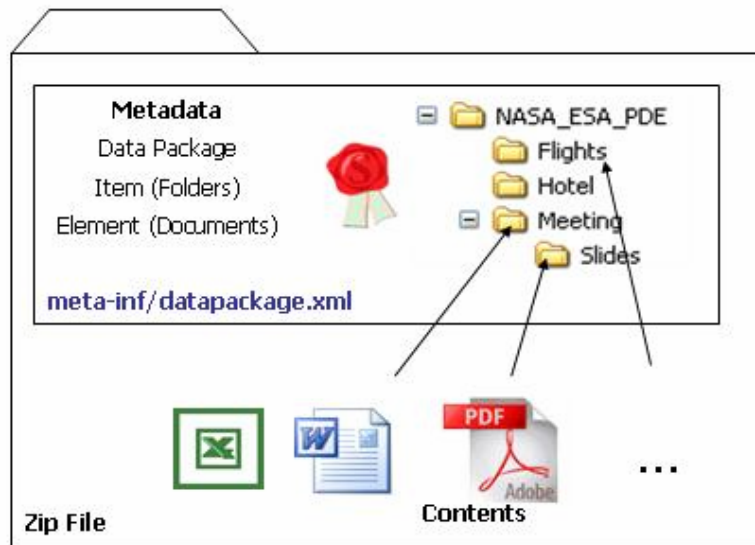 Metadata
Data Package
Item (Folders)
Element (Documents)
meta-inf/datapackage.xml
S
NASA_ESA_PDE
Flights
Hotel
Meeting
Slides
X
W
PDF
Adobe
...
Contents
Zip File